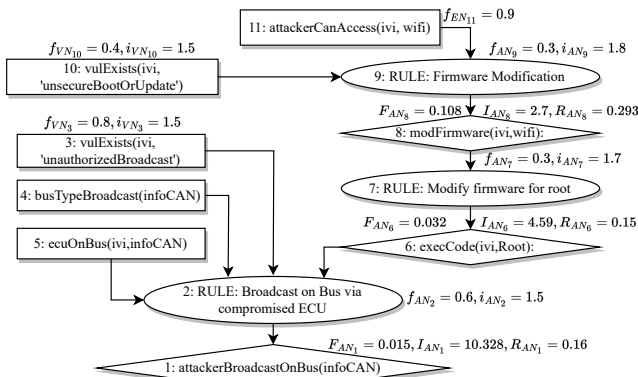 11: attackerCanAccess(ivi, wifi)
f_{EN_{11}} = 0.9
f_{VN_{10}} = 0.4, i_{VN_{10}} = 1.5
f_{AN_9} = 0.3, i_{AN_9} = 1.8
10: vulExists(ivi,
'unsecureBootOrUpdate')
9: RULE: Firmware Modification
F_{AN_8} = 0.108 I_{AN_8} = 2.7, R_{AN_8} = 0.293
f_{VN_3} = 0.8, i_{VN_3} = 1.5
8: modFirmware(ivi,wifi):
3: vulExists(ivi,
'unauthorizedBroadcast')
f_{AN_7} = 0.3, i_{AN_7} = 1.7
4: busTypeBroadcast(infoCAN)
7: RULE: Modify firmware for root
F_{AN_6} = 0.032 I_{AN_6} = 4.59, R_{AN_6} = 0.15
5: ecuOnBus(ivi,infoCAN)
6: execCode(ivi,Root):
2: RULE: Broadcast on Bus via
compromised ECU
f_{AN_2} = 0.6, i_{AN_2} = 1.5
F_{AN_1} = 0.015, I_{AN_1} = 10.328, R_{AN_1} = 0.16
1: attackerBroadcastOnBus(infoCAN)